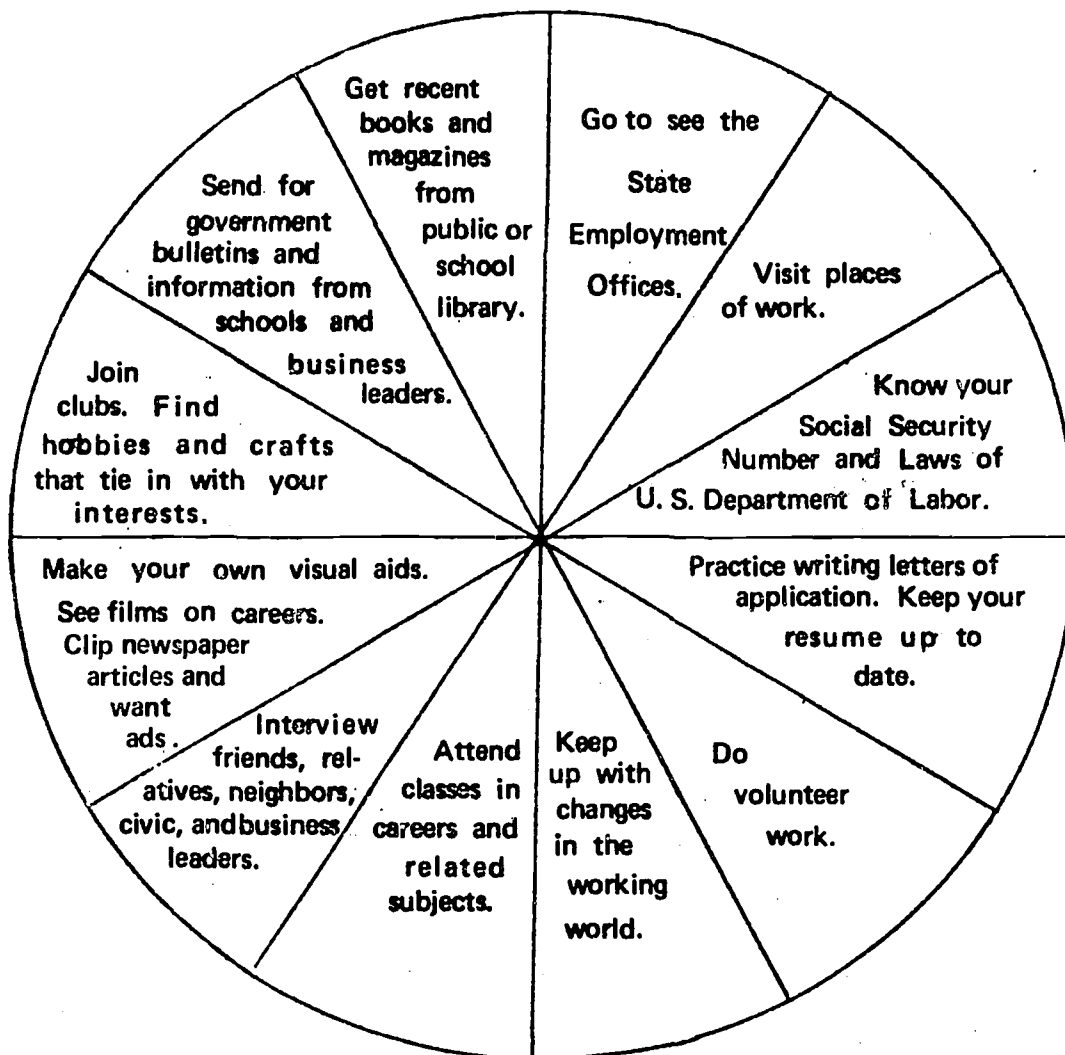 Get recent
books and
magazines
from
public or
school
library.
Go to see the
State
Employment
Offices.
Visit places
of work.
Know your
Social Security
Number and Laws of
U. S. Department of Labor.
Practice writing letters of
application. Keep your
resume up to
date.
Do
volunteer
work.
Keep
up with
changes
in the
working
world.
Attend
classes in
careers and
related
subjects.
Interview
friends, rel-
atives, neighbors,
civic, and business
leaders.
Make your own visual aids.
See films on careers.
Clip newspaper
articles and
want
ads.
Join
clubs. Find
hobbies and crafts
that tie in with your
interests.
Send for
government
bulletins and
information from
schools and
business
leaders.